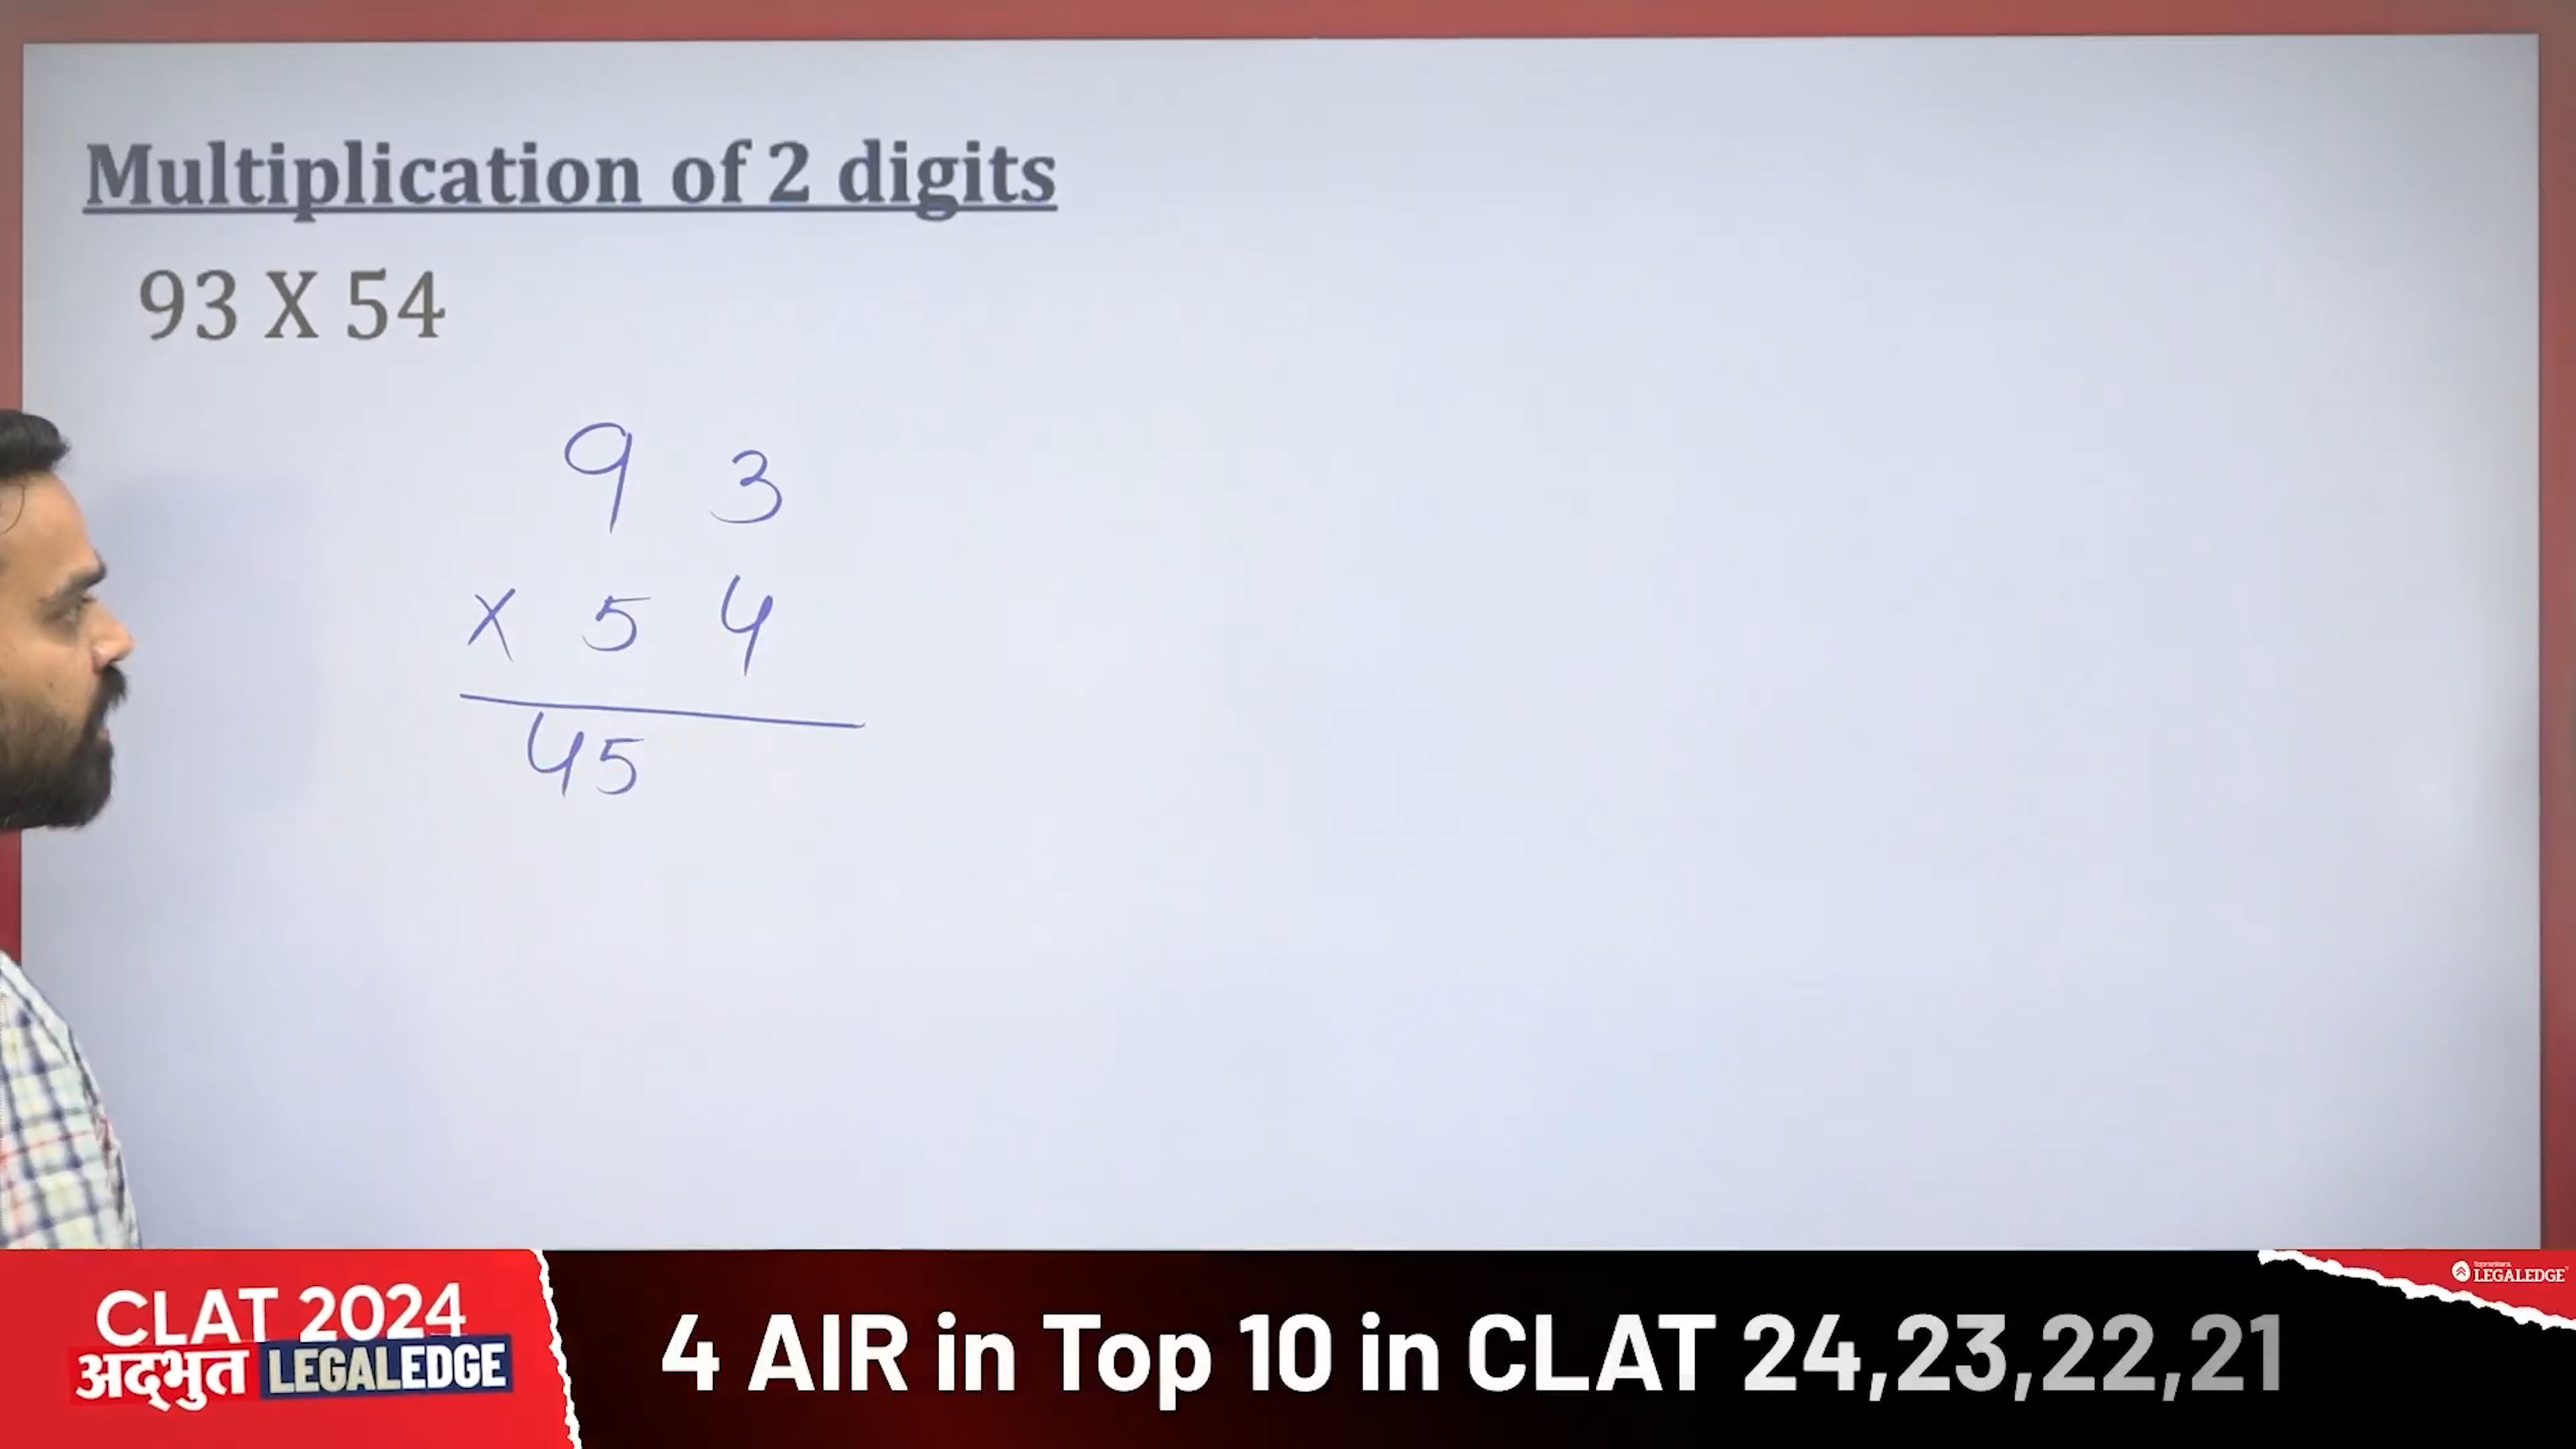 Multiplication of 2 digits
93 X 54
9 3
x 5 4
45
CLAT 2024
अद्भुत LEGALEDGE
4 AIR in Top 10 in CLAT 24,23,22,21
toprankers
LEGALEDGE